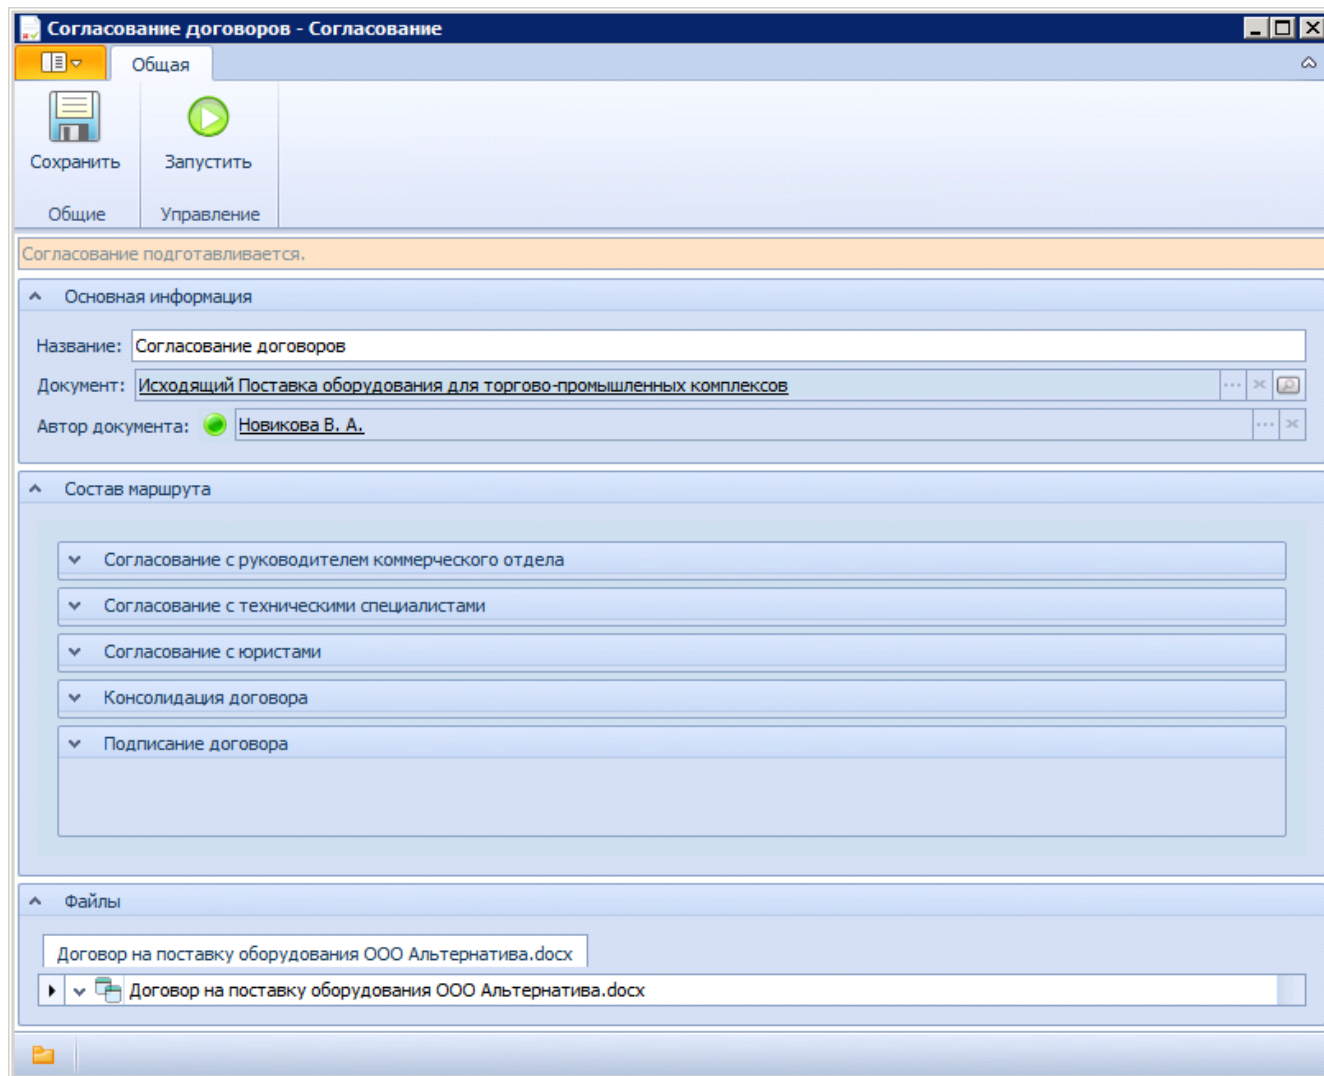 Согласование договоров - Согласование
Общая
Сохранить
Запустить
Общие
Управление
Согласование подготавливается.
Основная информация
Название: Согласование договоров
Документ: Исходящий Поставка оборудования для торгово-промышленных комплексов
Автор документа: Новикова В. А.
Состав маршрута
Согласование с руководителем коммерческого отдела
Согласование с техническими специалистами
Согласование с юристами
Консолидация договора
Подписание договора
Файлы
Договор на поставку оборудования ООО Альтернатива.docx
Договор на поставку оборудования ООО Альтернатива.docx